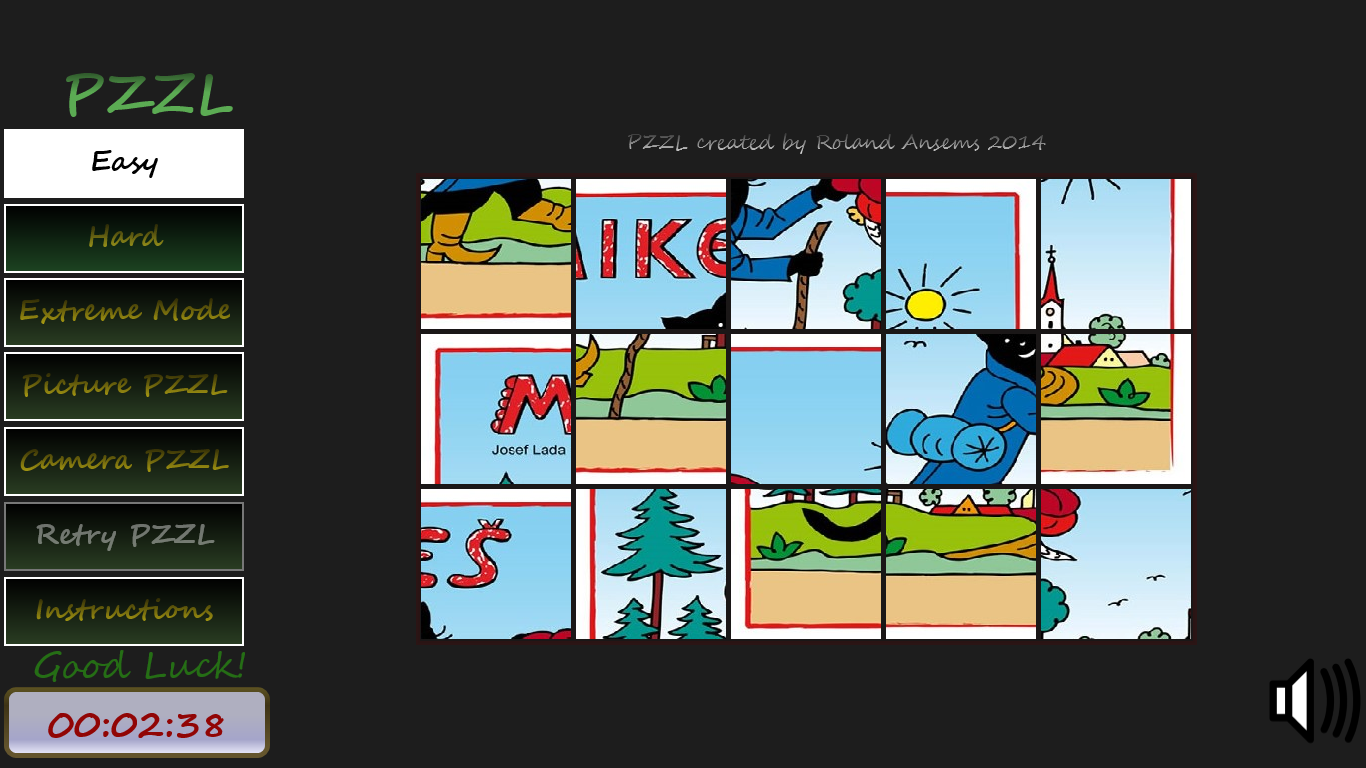 PZZL
PZZL created by Roland Ansems 2014
Easy
Hard
Extreme Mode
Picture PZZL
Camera PZZL
Retry PZZL
Instructions
Good Luck!
00:02:38
IKE
M
Josef Lada
EŠ